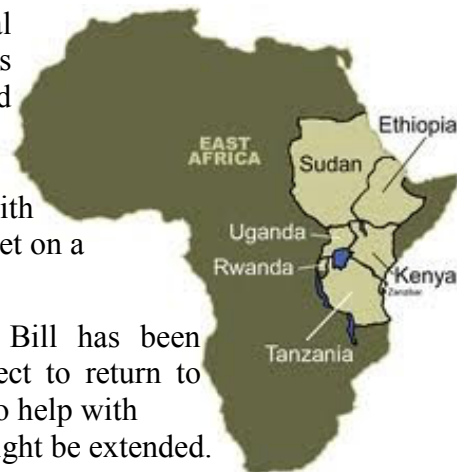 al
s
d
ith
et on a
Bill has been
ect to return to
o help with
ght be extended.
EAST
AFRICA
Ethiopia
Sudan
Uganda
Rwanda
Kenya
Zanzibar
Tanzania